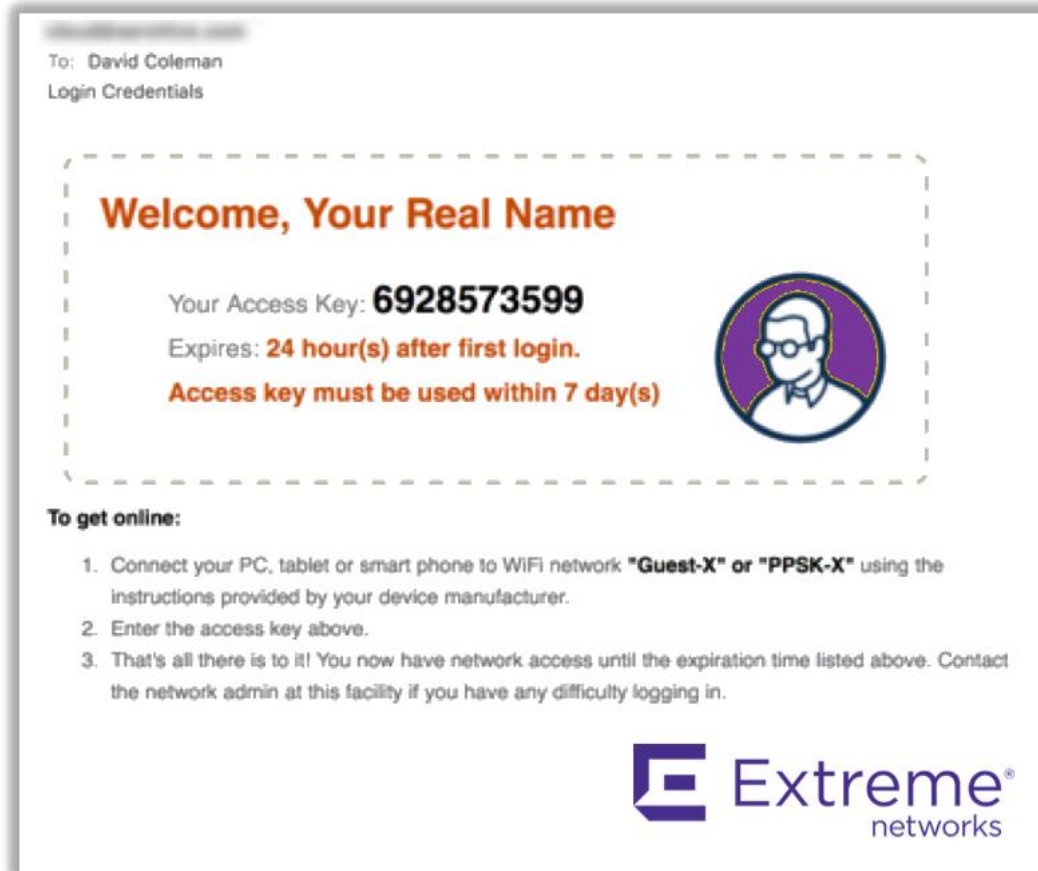 To: David Coleman
Login Credentials
Welcome, Your Real Name
Your Access Key: 6928573599
Expires: 24 hour(s) after first login.
Access key must be used within 7 day(s)
To get online:
1. Connect your PC, tablet or smart phone to WiFi network "Guest-X" or "PPSK-X" using the
instructions provided by your device manufacturer.
2. Enter the access key above.
3. That's all there is to it! You now have network access until the expiration time listed above. Contact
the network admin at this facility if you have any difficulty logging in.
Extreme®
networks